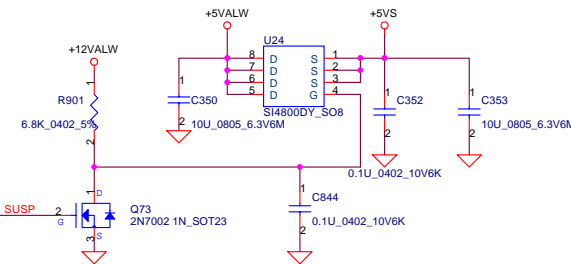 +5VALW
+5VS
U24
+12VALW
8 D S 1
7 D S 2
6 D S 3
5 D G 4
SI4800DY_SO8
1
C350
2
10U_0805_6.3V6M
1
C352
2
0.1U_0402_10V6K
1
C353
2
10U_0805_6.3V6M
1
R901
6.8K_0402_5%
2
1
C844
2
0.1U_0402_10V6K
1
D
SUSP
2
G
3
S
Q73
2N7002 1N_SOT23